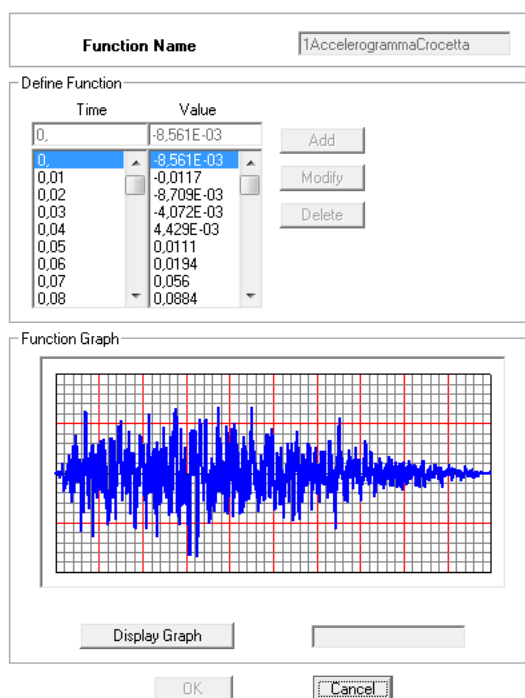 Function Name 1AccelerogrammaCrocetta
Define Function
Time Value
0, -8,561E-03
Add
0, -8,561E-03
0,01 -0,0117
Modify
0,02 -8,709E-03
0,03 -4,072E-03
Delete
0,04 4,429E-03
0,05 0,0111
0,06 0,0194
0,07 0,056
0,08 0,0884
Function Graph
Display Graph
OK Cancel